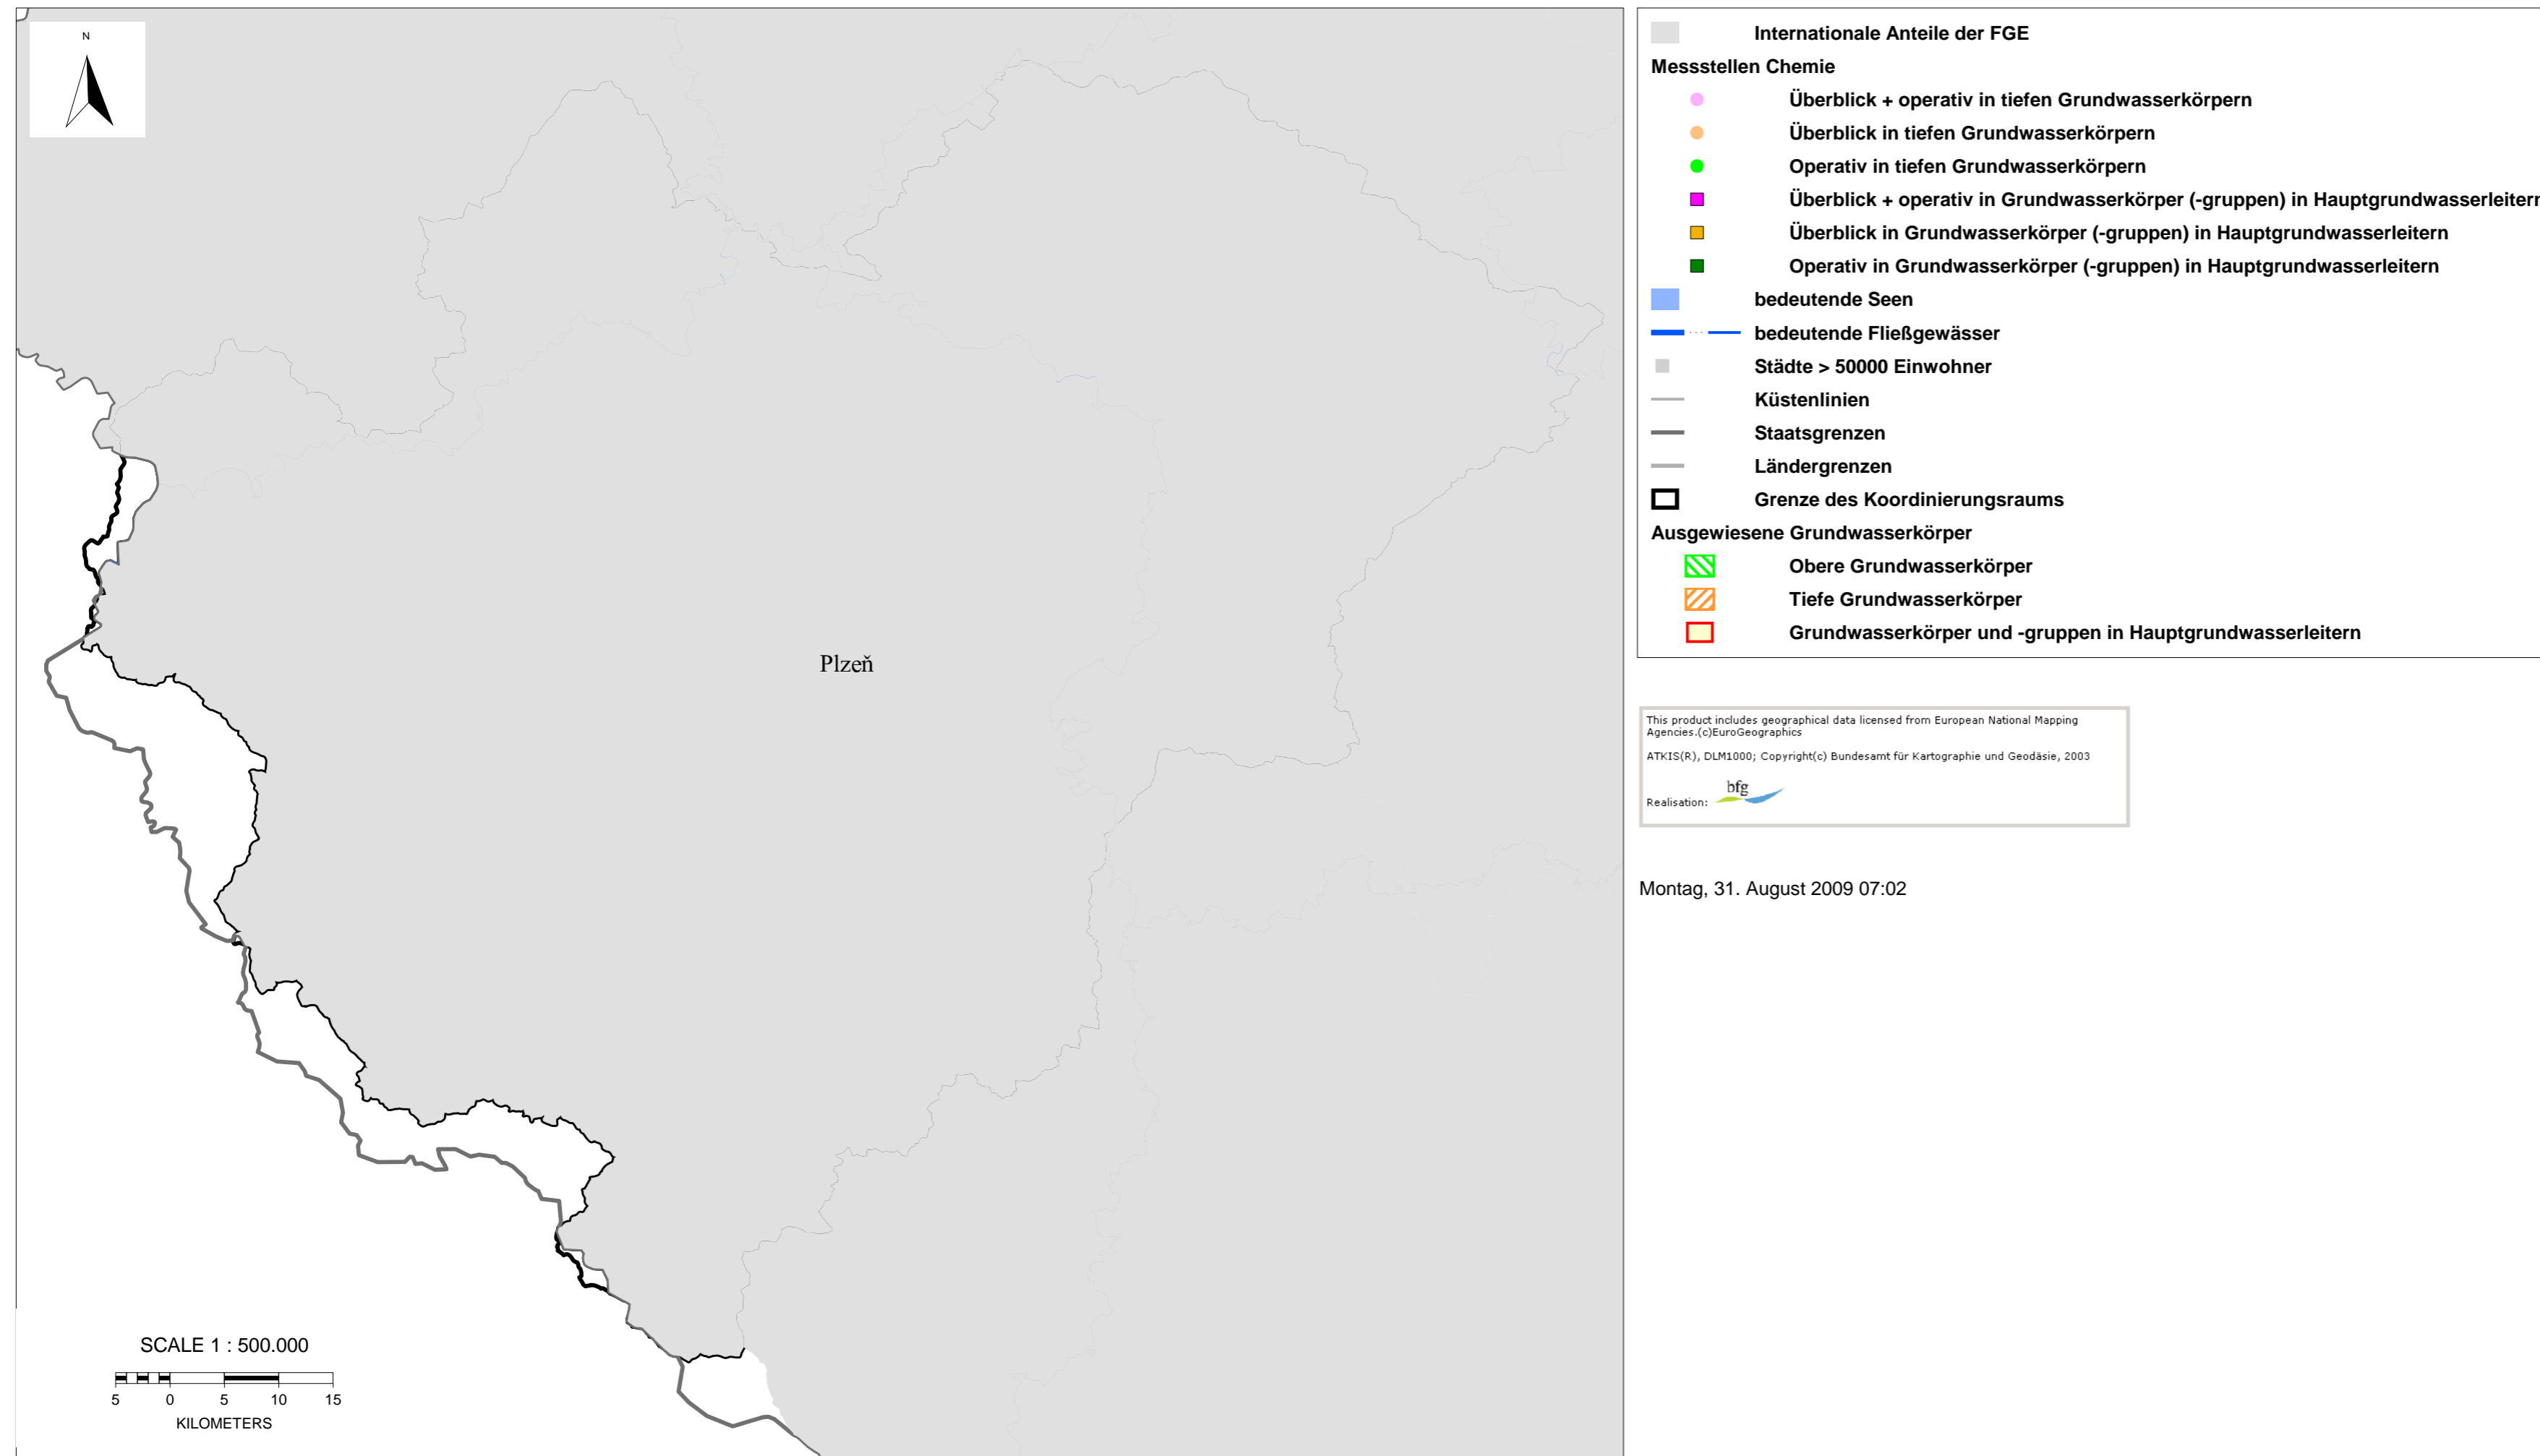 N
Plzeň
SCALE 1 : 500.000
5 0 5 10 15
KILOMETERS
Internationale Anteile der FGE
Messstellen Chemie
Überblick + operativ in tiefen Grundwasserkörpern
Überblick in tiefen Grundwasserkörpern
Operativ in tiefen Grundwasserkörpern
Überblick + operativ in Grundwasserkörper (-gruppen) in Hauptgrundwasserleitern
Überblick in Grundwasserkörper (-gruppen) in Hauptgrundwasserleitern
Operativ in Grundwasserkörper (-gruppen) in Hauptgrundwasserleitern
bedeutende Seen
bedeutende Fließgewässer
Städte > 50000 Einwohner
Küstenlinien
Staatsgrenzen
Ländergrenzen
Grenze des Koordinierungsraums
Ausgewiesene Grundwasserkörper
Obere Grundwasserkörper
Tiefe Grundwasserkörper
Grundwasserkörper und -gruppen in Hauptgrundwasserleitern
This product includes geographical data licensed from European National Mapping
Agencies.(c)EuroGeographics
ATKIS(R), DLM1000; Copyright(c) Bundesamt für Kartographie und Geodäsie, 2003
Realisation: bfg
Montag, 31. August 2009 07:02